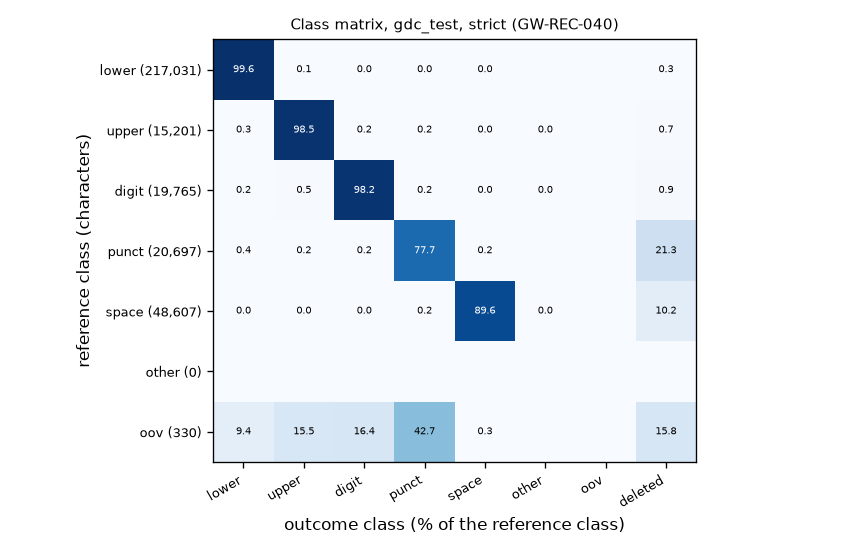 Class matrix, gdc_test, strict (GW-REC-040)
reference class (characters)
lower (217,031) 99.6 0.1 0.0 0.0 0.0 0.3
upper (15,201) 0.3 98.5 0.2 0.2 0.0 0.0 0.7
digit (19,765) 0.2 0.5 98.2 0.2 0.0 0.0 0.9
punct (20,697) 0.4 0.2 0.2 77.7 0.2 21.3
space (48,607) 0.0 0.0 0.0 0.2 89.6 0.0 10.2
other (0)
oov (330) 9.4 15.5 16.4 42.7 0.3 15.8
lower upper digit punct space other oov deleted
outcome class (% of the reference class)